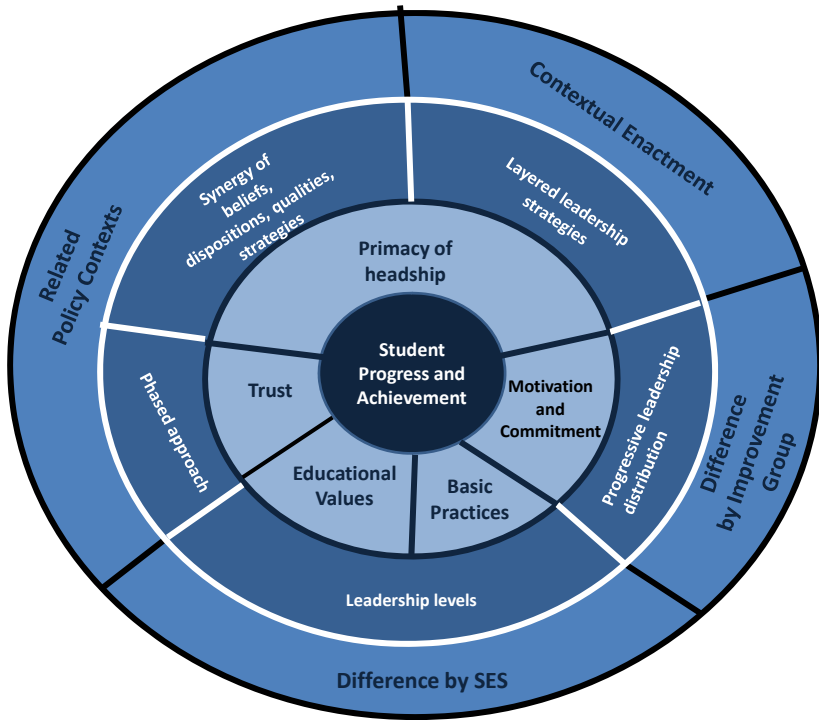 Contextual Enactment
Related
Policy Contexts
Synergy of
beliefs,
dispositions, qualities,
strategies
Layered leadership
strategies
Primacy of
headship
Student
Progress and
Achievement
Trust
Motivation
and
Commitment
Phased approach
Progressive leadership
distribution
Difference
by Improvement
Group
Educational
Values
Basic
Practices
Leadership levels
Difference by SES